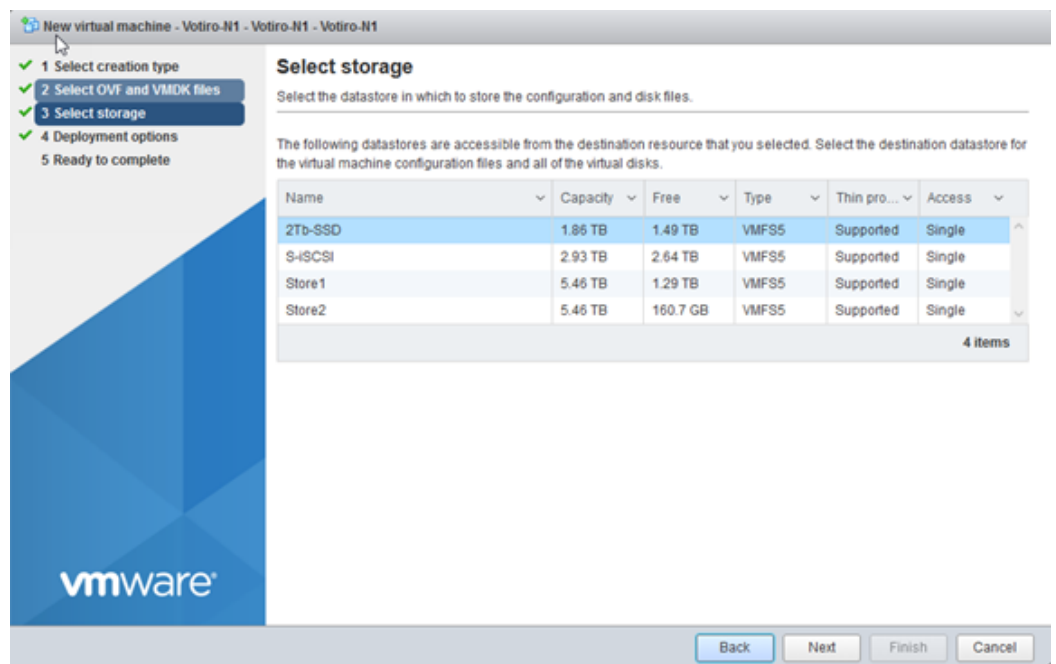 New virtual machine - Votiro-N1 - Votiro-N1 - Votiro-N1
1 Select creation type
2 Select OVF and VMDK files
3 Select storage
4 Deployment options
5 Ready to complete
Select storage
Select the datastore in which to store the configuration and disk files.
The following datastores are accessible from the destination resource that you selected. Select the destination datastore for
the virtual machine configuration files and all of the virtual disks.
Name Capacity Free Type Thin pro... Access
2Tb-SSD 1.86 TB 1.49 TB VMFS5 Supported Single
S-iSCSI 2.93 TB 2.64 TB VMFS5 Supported Single
Store1 5.46 TB 1.29 TB VMFS5 Supported Single
Store2 5.46 TB 160.7 GB VMFS5 Supported Single
4 items
vmware®
Back Next Finish Cancel